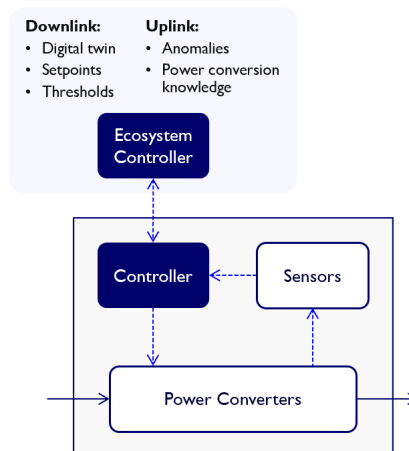 Downlink:
• Digital twin
• Setpoints
• Thresholds
Uplink:
• Anomalies
• Power conversion
knowledge
Ecosystem
Controller
Controller
Sensors
Power Converters